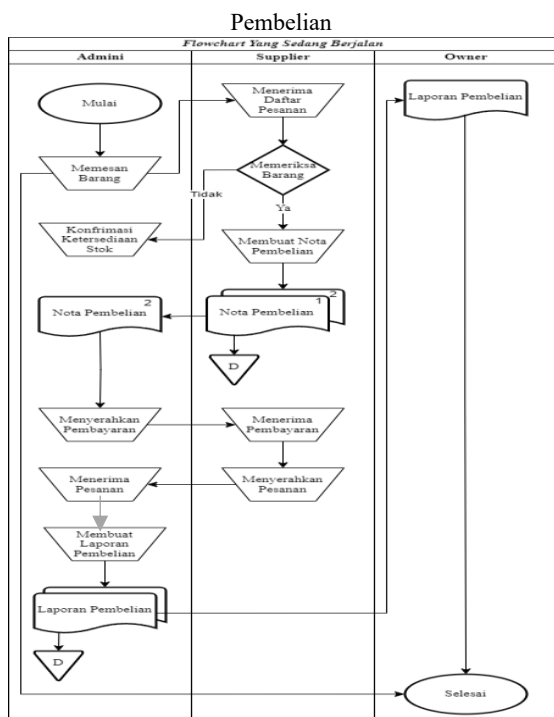 Pembelian
Flowchart Yang Sedang Berjalan
Admini
Supplier
Owner
Mulai
Menerima
Daftar
Pesanan
Laporan Pembelian
Memesan
Barang
Memeriksa
Barang
Tidak
Ya
Konfrimasi
Ketersediaan
Stok
Membuat Nota
Pembelian
2
Nota Pembelian
2
1
Nota Pembelian
D
Menyerahkan
Pembayaran
Menerima
Pembayaran
Menerima
Pesanan
Menyerahkan
Pesanan
Membuat
Laporan
Pembelian
Laporan Pembelian
D
Selesai